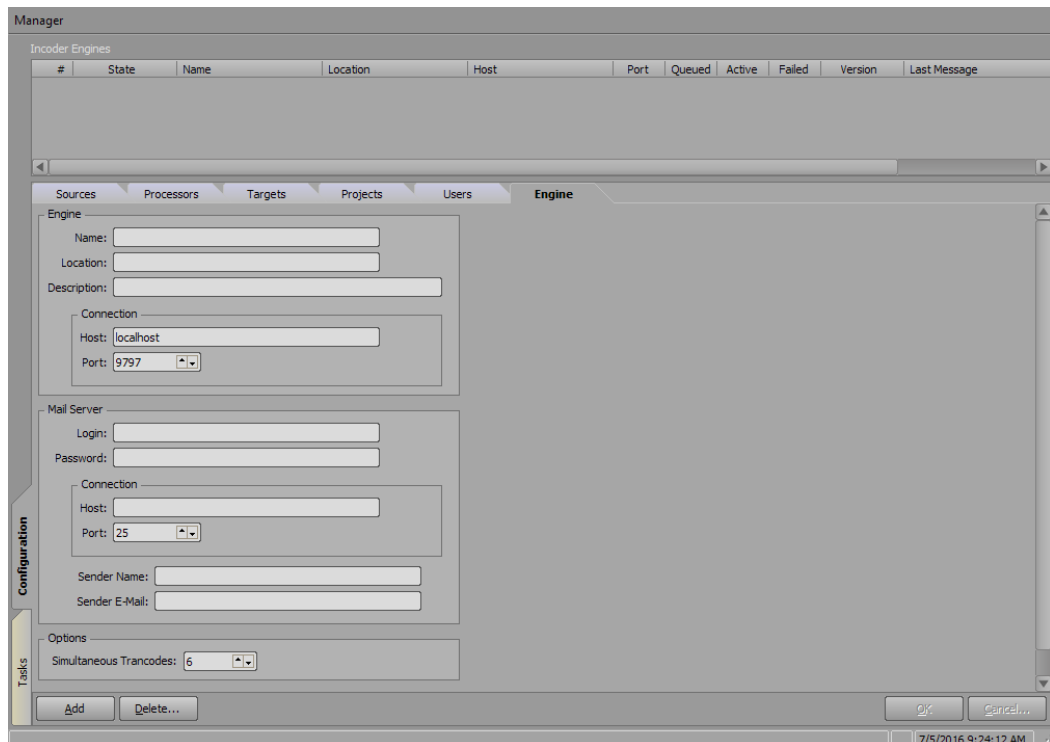 Manager
Incoder Engines
# State Name Location Host Port Queued Active Failed Version Last Message
Sources Processors Targets Projects Users Engine
Engine
Name:
Location:
Description:
Connection
Host: localhost
Port: 9797
Mail Server
Login:
Password:
Connection
Host:
Port: 25
Sender Name:
Sender E-Mail:
Options
Simultaneous Trancodes: 6
Configuration
Tasks
Add Delete... OK Cancel...
7/5/2016 9:24:12 AM